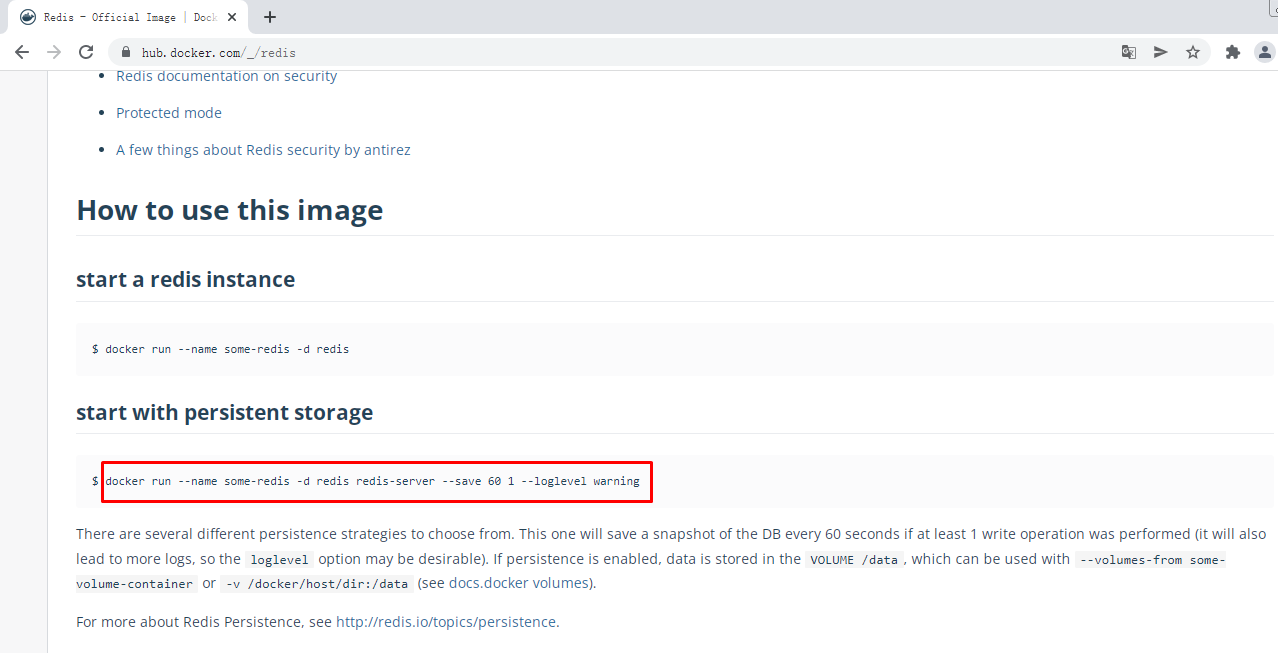 Redis - Official Image | Dock
hub.docker.com/_/redis
Redis documentation on security
Protected mode
A few things about Redis security by antirez
How to use this image
start a redis instance
$ docker run --name some-redis -d redis
start with persistent storage
$ docker run --name some-redis -d redis redis-server --save 60 1 --loglevel warning
There are several different persistence strategies to choose from. This one will save a snapshot of the DB every 60 seconds if at least 1 write operation was performed (it will also
lead to more logs, so the loglevel option may be desirable). If persistence is enabled, data is stored in the VOLUME /data , which can be used with --volumes-from some-
volume-container or -v /docker/host/dir:/data (see docs.docker volumes).
For more about Redis Persistence, see http://redis.io/topics/persistence.